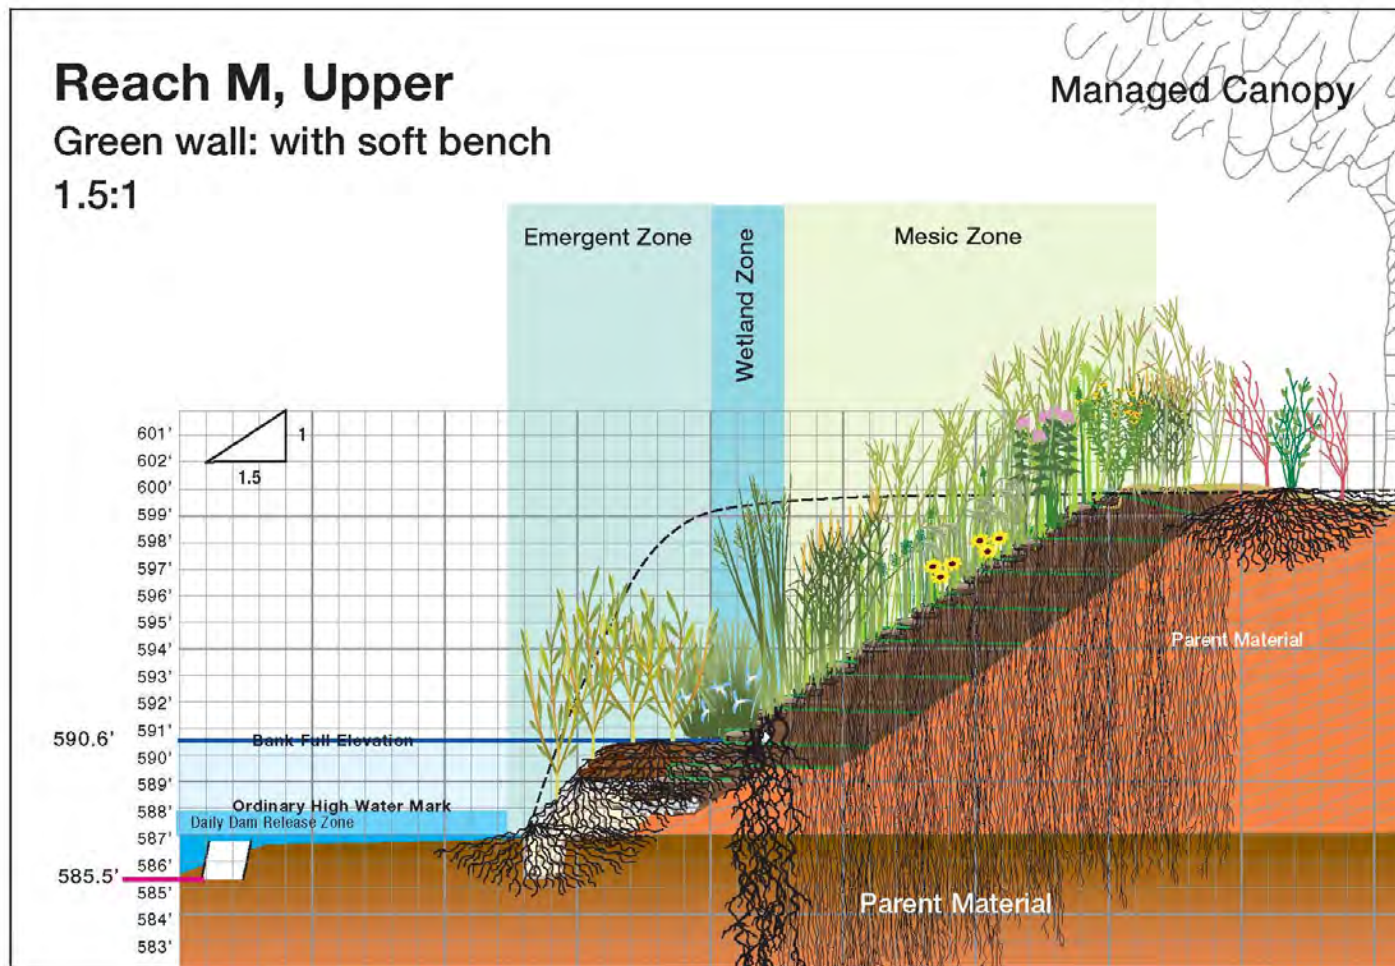 Reach M, Upper
Green wall: with soft bench
1.5:1
Managed Canopy
Emergent Zone
Wetland Zone
Mesic Zone
1
1.5
601'
602'
600'
599'
598'
597'
596'
595'
594'
593'
592'
591'
590.6'
Bank Full Elevation
590'
589'
588'
Ordinary High Water Mark
Daily Dam Release Zone
587'
586'
585.5'
585'
584'
583'
Parent Material
Parent Material